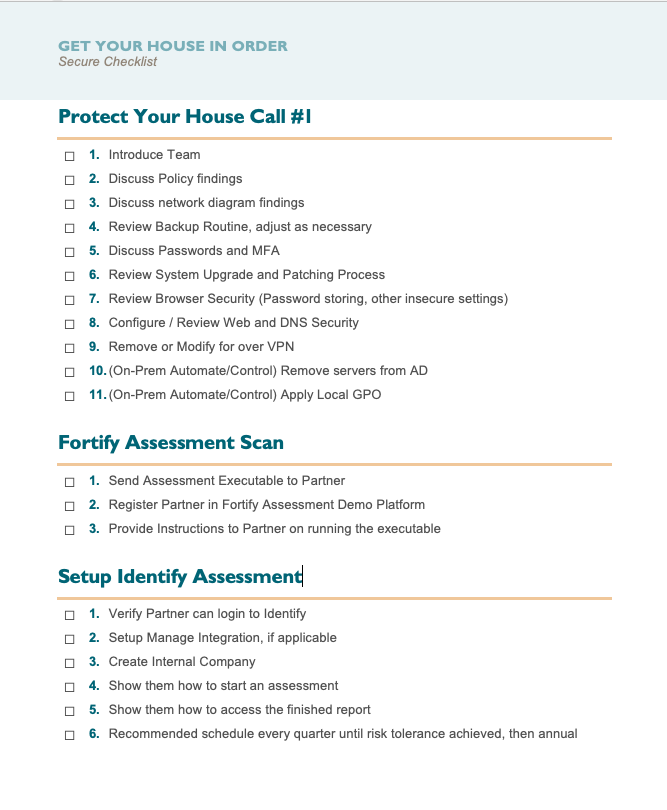 GET YOUR HOUSE IN ORDER
Secure Checklist
Protect Your House Call #1
☐ 1. Introduce Team
☐ 2. Discuss Policy findings
☐ 3. Discuss network diagram findings
☐ 4. Review Backup Routine, adjust as necessary
☐ 5. Discuss Passwords and MFA
☐ 6. Review System Upgrade and Patching Process
☐ 7. Review Browser Security (Password storing, other insecure settings)
☐ 8. Configure / Review Web and DNS Security
☐ 9. Remove or Modify for over VPN
☐ 10. (On-Prem Automate/Control) Remove servers from AD
☐ 11. (On-Prem Automate/Control) Apply Local GPO
Fortify Assessment Scan
☐ 1. Send Assessment Executable to Partner
☐ 2. Register Partner in Fortify Assessment Demo Platform
☐ 3. Provide Instructions to Partner on running the executable
Setup Identify Assessment
☐ 1. Verify Partner can login to Identify
☐ 2. Setup Manage Integration, if applicable
☐ 3. Create Internal Company
☐ 4. Show them how to start an assessment
☐ 5. Show them how to access the finished report
☐ 6. Recommended schedule every quarter until risk tolerance achieved, then annual